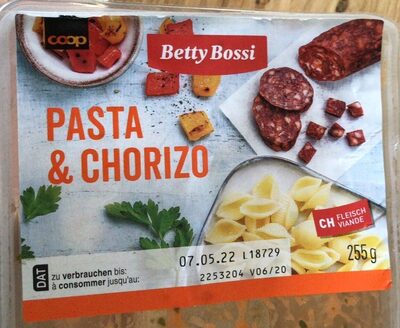 coop
Betty Bossi
PASTA
& CHORIZO
CH FLEISCH
VIANDE
255g
DAT
zu verbrauchen bis:
à consommer jusqu'au:
07.05.22 L18729
2253204 V06/20